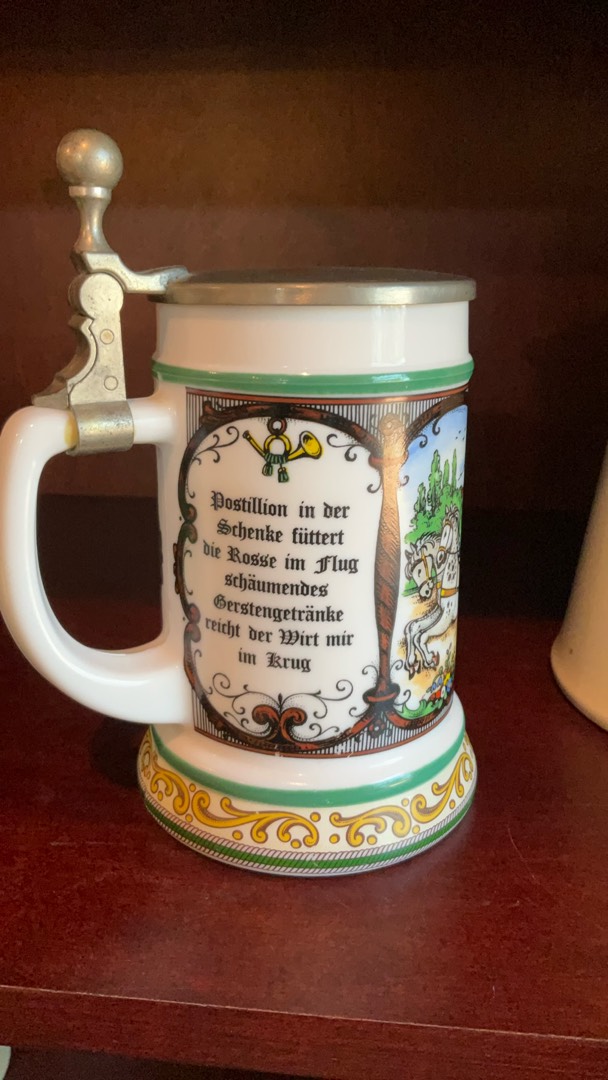 Postillion in der
Schenke füttert
die Rosse im Flug
schäumendes
Gerstengetränke
reicht der Wirt mir
im Krug